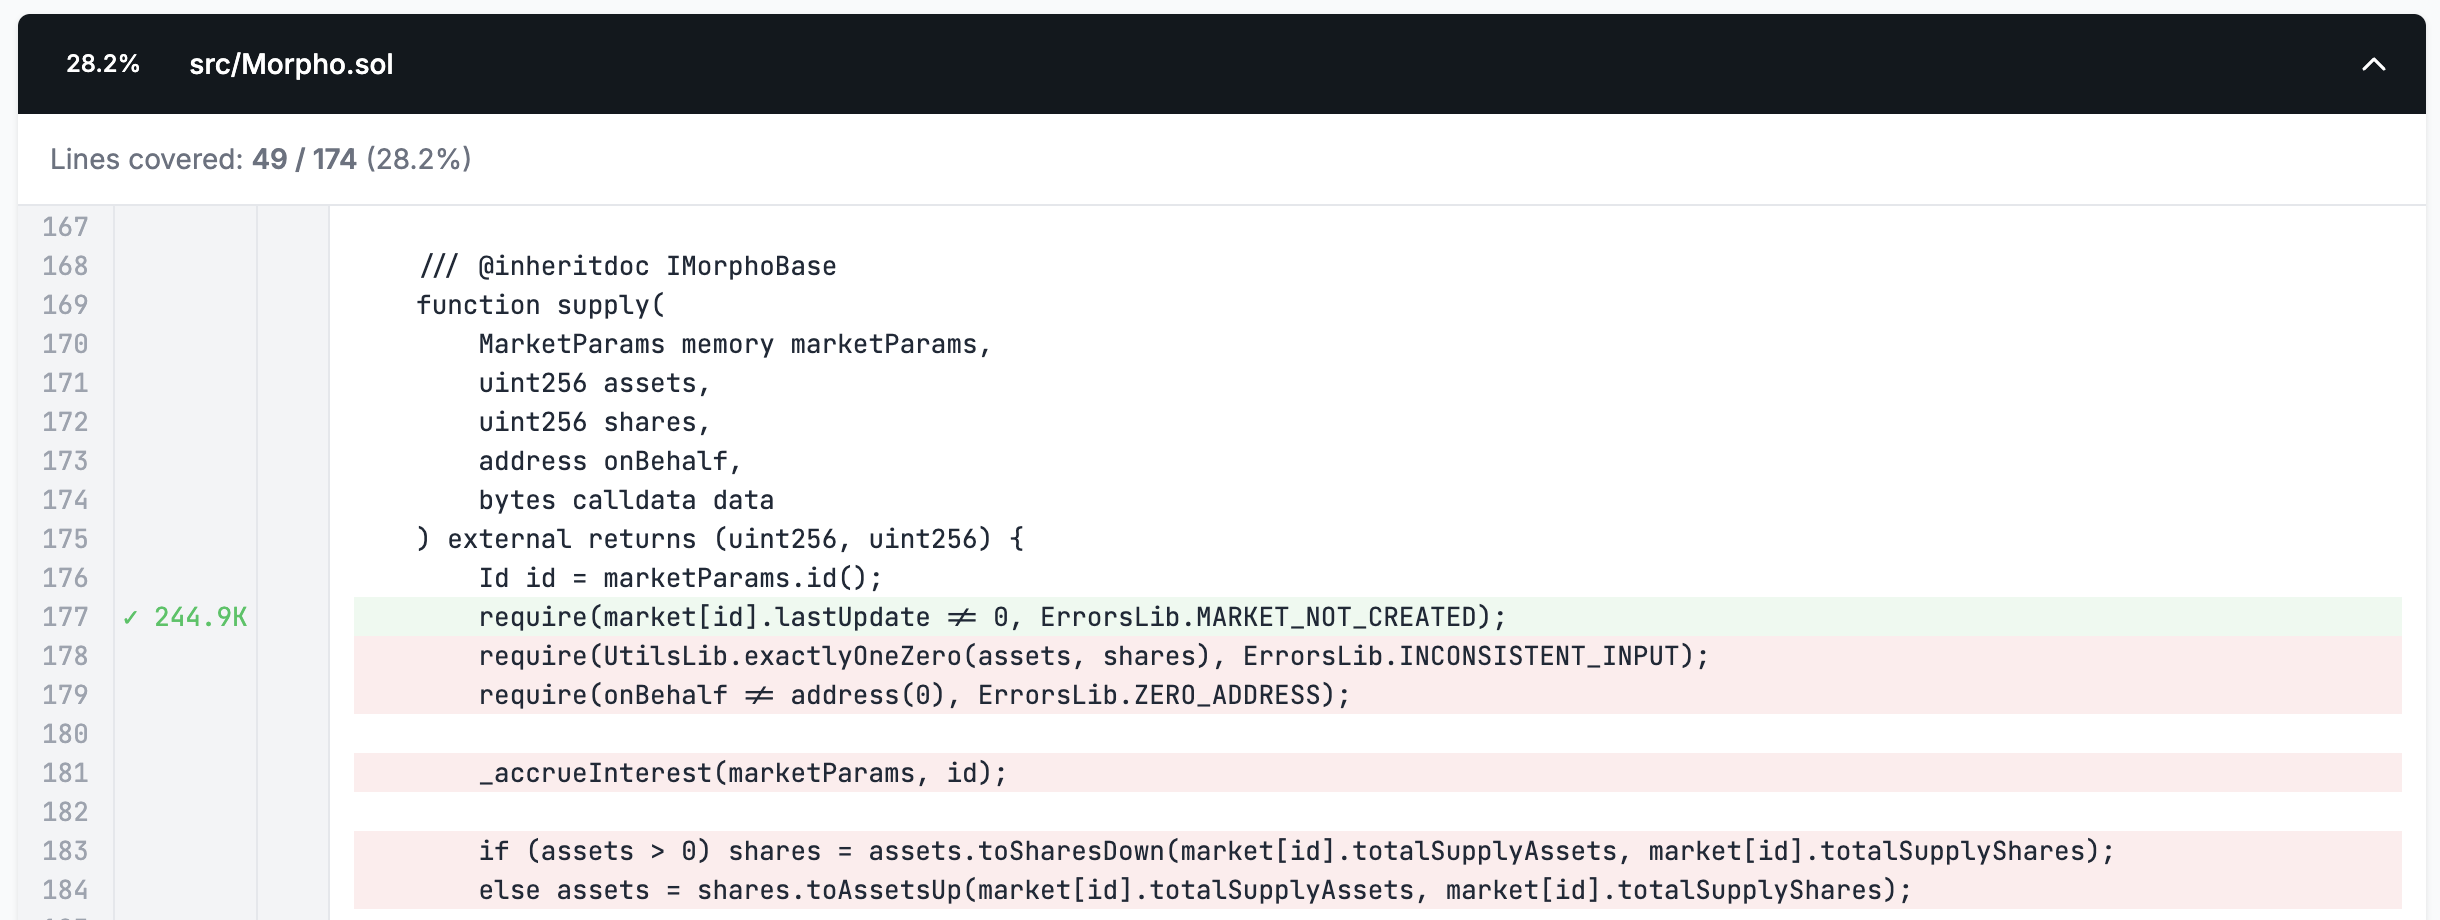 28.2% src/Morpho.sol
Lines covered: 49 / 174 (28.2%)
167
168 /// @inheritdoc IMorphoBase
169 function supply(
170 MarketParams memory marketParams,
171 uint256 assets,
172 uint256 shares,
173 address onBehalf,
174 bytes calldata data
175 ) external returns (uint256, uint256) {
176 Id id = marketParams.id();
177 ✓ 244.9K require(market[id].lastUpdate != 0, ErrorsLib.MARKET_NOT_CREATED);
178 require(UtilsLib.exactlyOneZero(assets, shares), ErrorsLib.INCONSISTENT_INPUT);
179 require(onBehalf != address(0), ErrorsLib.ZERO_ADDRESS);
180
181 _accrueInterest(marketParams, id);
182
183 if (assets > 0) shares = assets.toSharesDown(market[id].totalSupplyAssets, market[id].totalSupplyShares);
184 else assets = shares.toAssetsUp(market[id].totalSupplyAssets, market[id].totalSupplyShares);